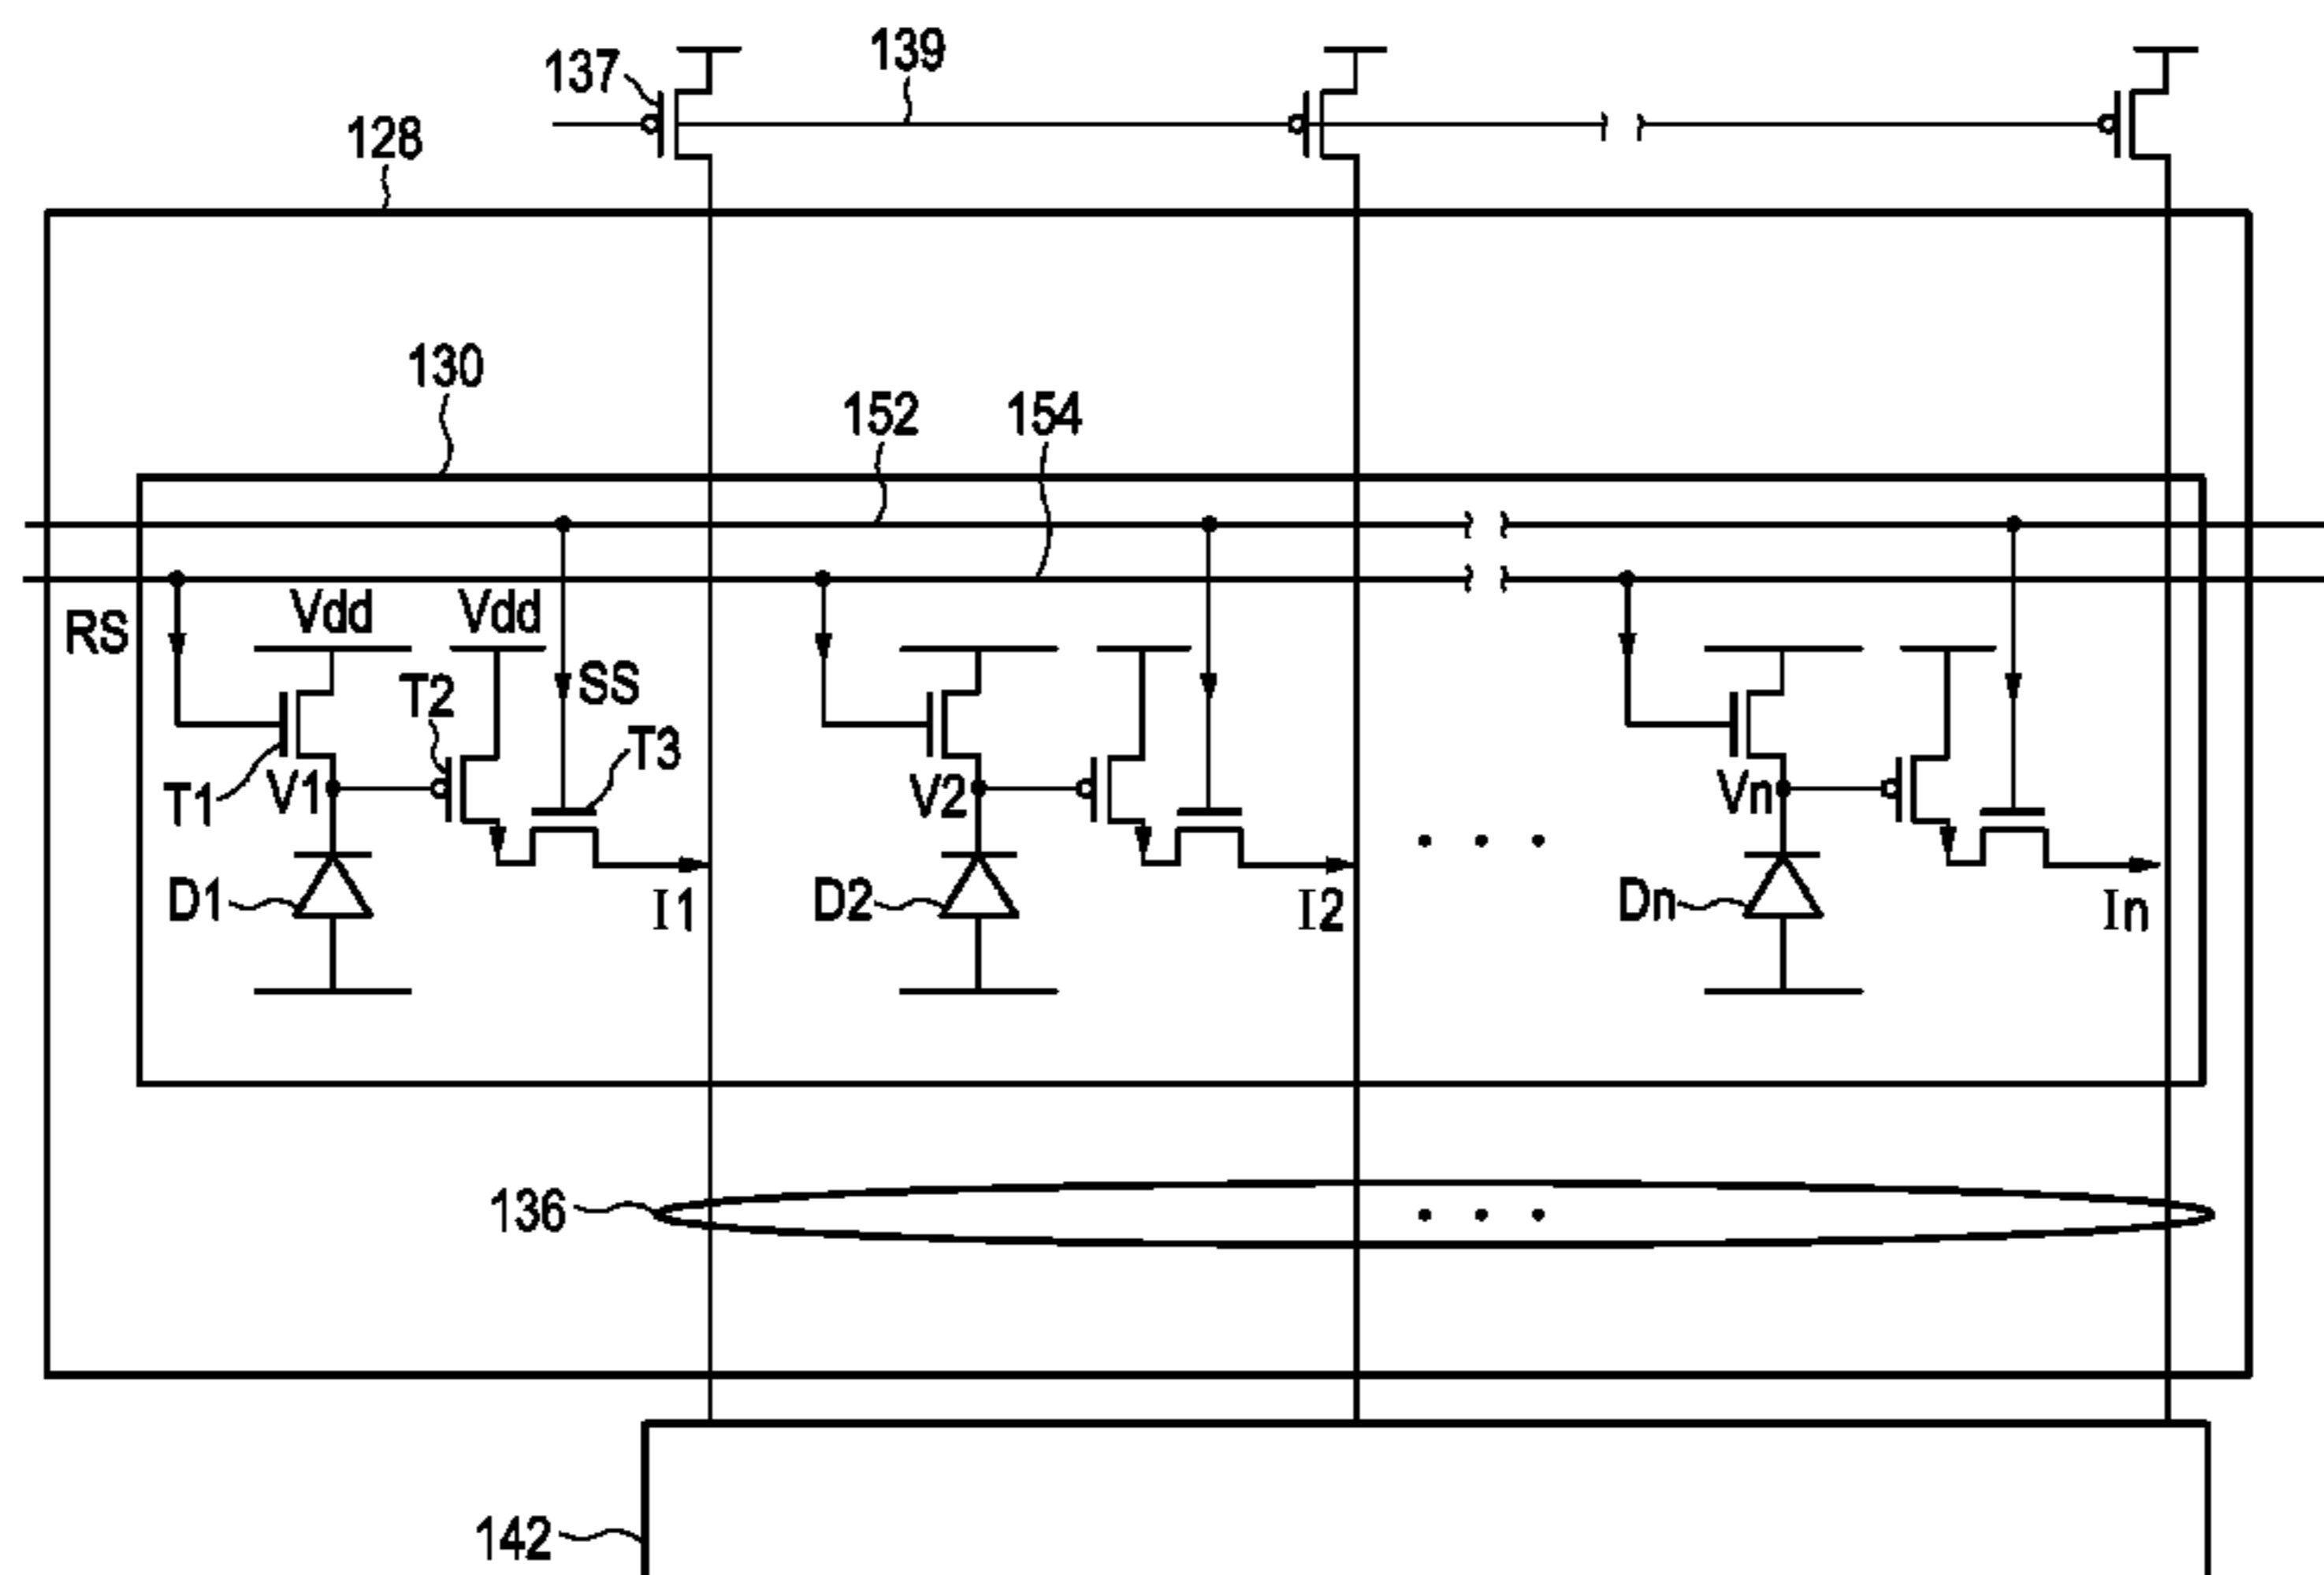 137
139
128
130
152
154
RS
Vdd
Vdd
SS
T2
T3
T1
V1
V2
Vn
D1
I1
D2
I2
Dn
In
136
142